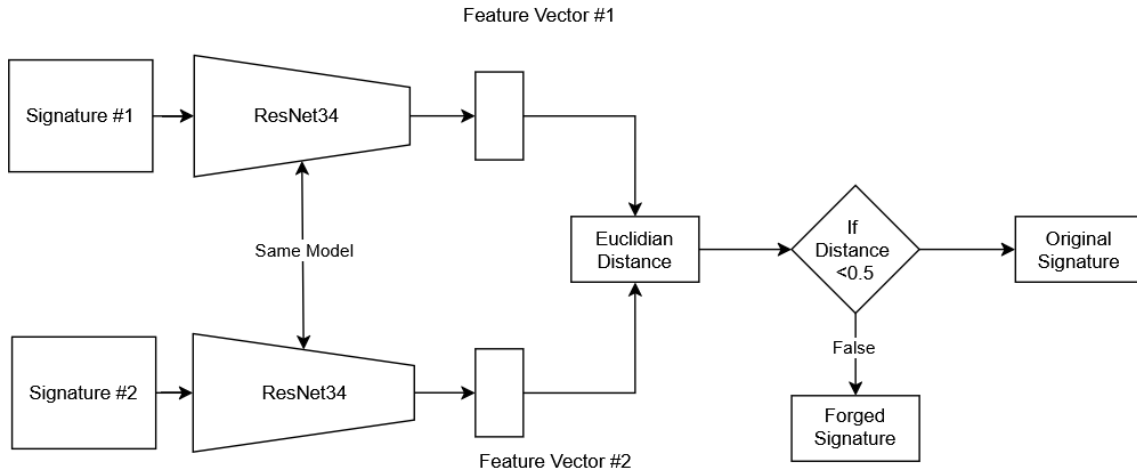 Feature Vector #1
Signature #1
ResNet34
Same Model
Euclidian
Distance
If
Distance
<0.5
Original
Signature
False
Signature #2
ResNet34
Forged
Signature
Feature Vector #2